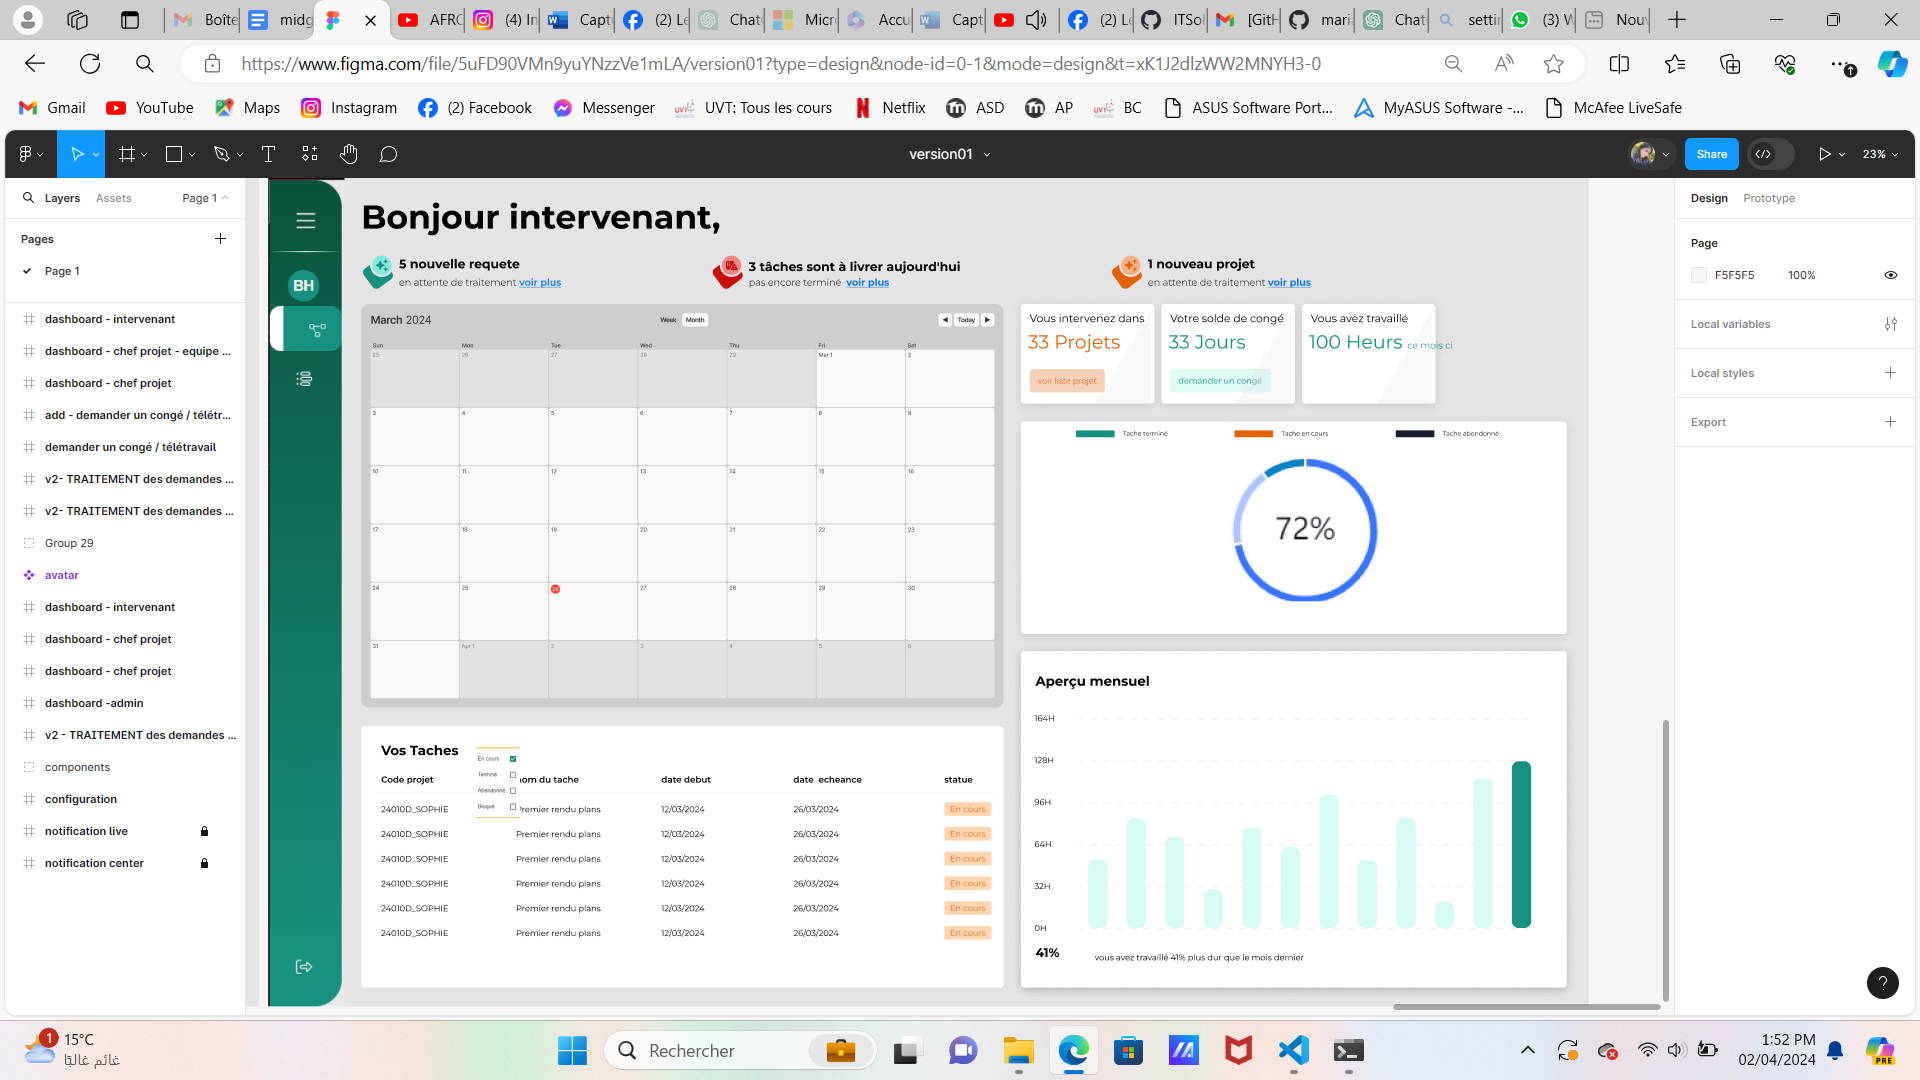 Boîte
midg
AFRO
(4) In
Capt
(2) Le
Chat
Micro
Accu
Capt
(2) Le
ITSol
[GitH
maria
Chat
settin
(3) W
Nouv
https://www.figma.com/file/5uFD90VMn9yuYNzzVe1mLA/version01?type=design&node-id=0-1&mode=design&t=xK1J2dIzWW2MNYH3-0
Gmail YouTube Maps Instagram (2) Facebook Messenger UVT: Tous les cours Netflix ASD AP BC ASUS Software Port... MyASUS Software -... McAfee LiveSafe
version01
Share
23%
Layers Assets Page 1
Pages
Page 1
dashboard - intervenant
dashboard - chef projet - equipe ...
dashboard - chef projet
add - demander un congé / télétr...
demander un congé / télétravail
v2- TRAITEMENT des demandes ...
v2- TRAITEMENT des demandes ...
Group 29
avatar
dashboard - intervenant
dashboard - chef projet
dashboard - chef projet
dashboard -admin
v2 - TRAITEMENT des demandes ...
components
configuration
notification live
notification center
BH
Bonjour intervenant,
5 nouvelle requete
en attente de traitement voir plus
3 tâches sont à livrer aujourd'hui
pas encore terminé voir plus
1 nouveau projet
en attente de traitement voir plus
March 2024
Week Month
Today
Sun Mon Tue Wed Thu Fri Sat
25 26 27 28 29 Mar 1 2
3 4 5 6 7 8 9
10 11 12 13 14 15 16
17 18 19 20 21 22 23
24 25 26 27 28 29 30
31 Apr 1 2 3 4 5 6
Vous intervenez dans
33 Projets
voir liste projet
Votre solde de congé
33 Jours
demander un congé
Vous avez travaillé
100 Heurs ce mois ci
Tache terminé Tache en cours Tache abondonné
72%
Vos Taches
En cours
Terminé
Abandonné
Bloqué
Code projet nom du tache date debut date echeance statue
24010D_SOPHIE Premier rendu plans 12/03/2024 26/03/2024 En cours
24010D_SOPHIE Premier rendu plans 12/03/2024 26/03/2024 En cours
24010D_SOPHIE Premier rendu plans 12/03/2024 26/03/2024 En cours
24010D_SOPHIE Premier rendu plans 12/03/2024 26/03/2024 En cours
24010D_SOPHIE Premier rendu plans 12/03/2024 26/03/2024 En cours
24010D_SOPHIE Premier rendu plans 12/03/2024 26/03/2024 En cours
Aperçu mensuel
164H
128H
96H
64H
32H
0H
41%
vous avez travaillé 41% plus dur que le mois dernier
Design Prototype
Page
F5F5F5 100%
Local variables
Local styles
Export
?
1
15°C
غائم غالبًا
Rechercher
1:52 PM
02/04/2024
PRE